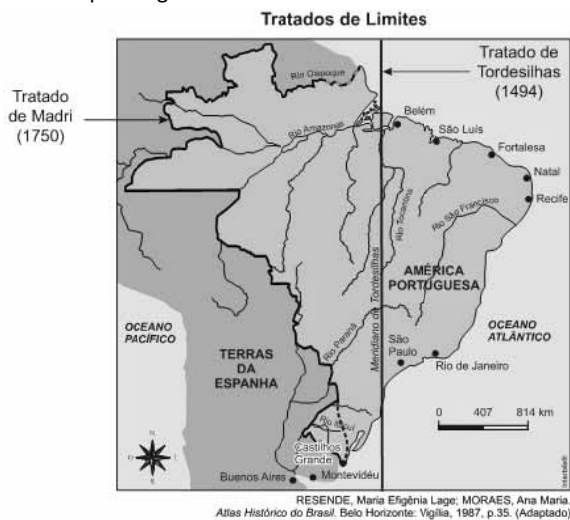 Tratados de Limites
Tratado
de Madri
(1750)
Tratado de
Tordesilhas
(1494)
Rio Oiapoque
Rio Amazonas
Belém
São Luís
Fortalesa
Natal
Recife
Rio Tocantins
Rio São Francisco
Meridiano de Tordesilhas
AMÉRICA
PORTUGUESA
OCEANO
PACÍFICO
TERRAS
DA
ESPANHA
Rio Paraná
São
Paulo
Rio de Janeiro
OCEANO
ATLÂNTICO
Castilhos
Grande
Buenos Aires
Montevidéu
0 407 814 km
N
RESENDE, Maria Efigênia Lage; MORAES, Ana Maria.
Atlas Histórico do Brasil. Belo Horizonte: Vigília, 1987, p.35. (Adaptado)